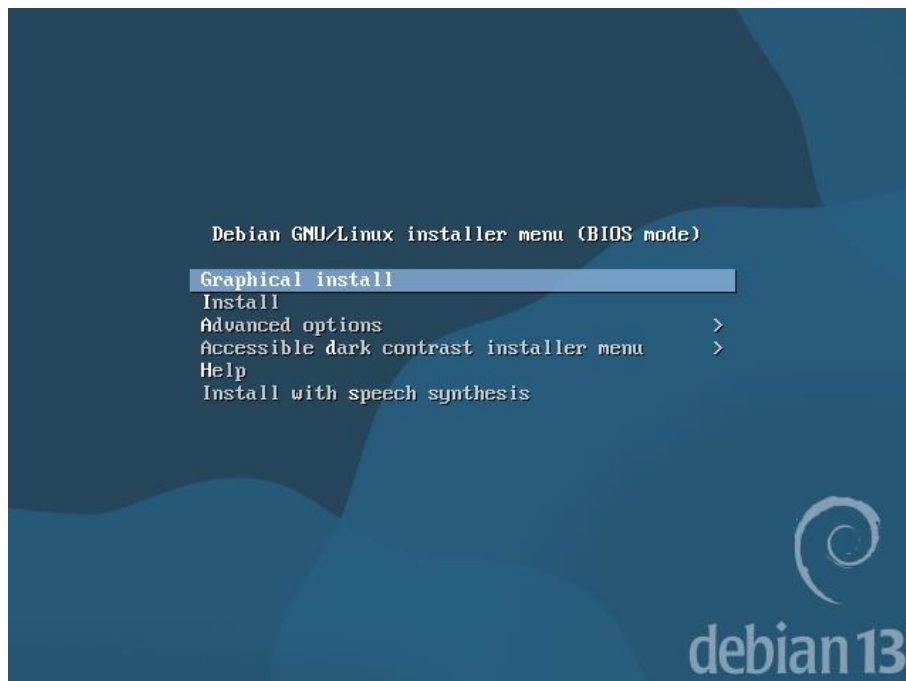 Debian GNU/Linux installer menu (BIOS mode)
Graphical install
Install
Advanced options >
Accessible dark contrast installer menu >
Help
Install with speech synthesis
debian 13